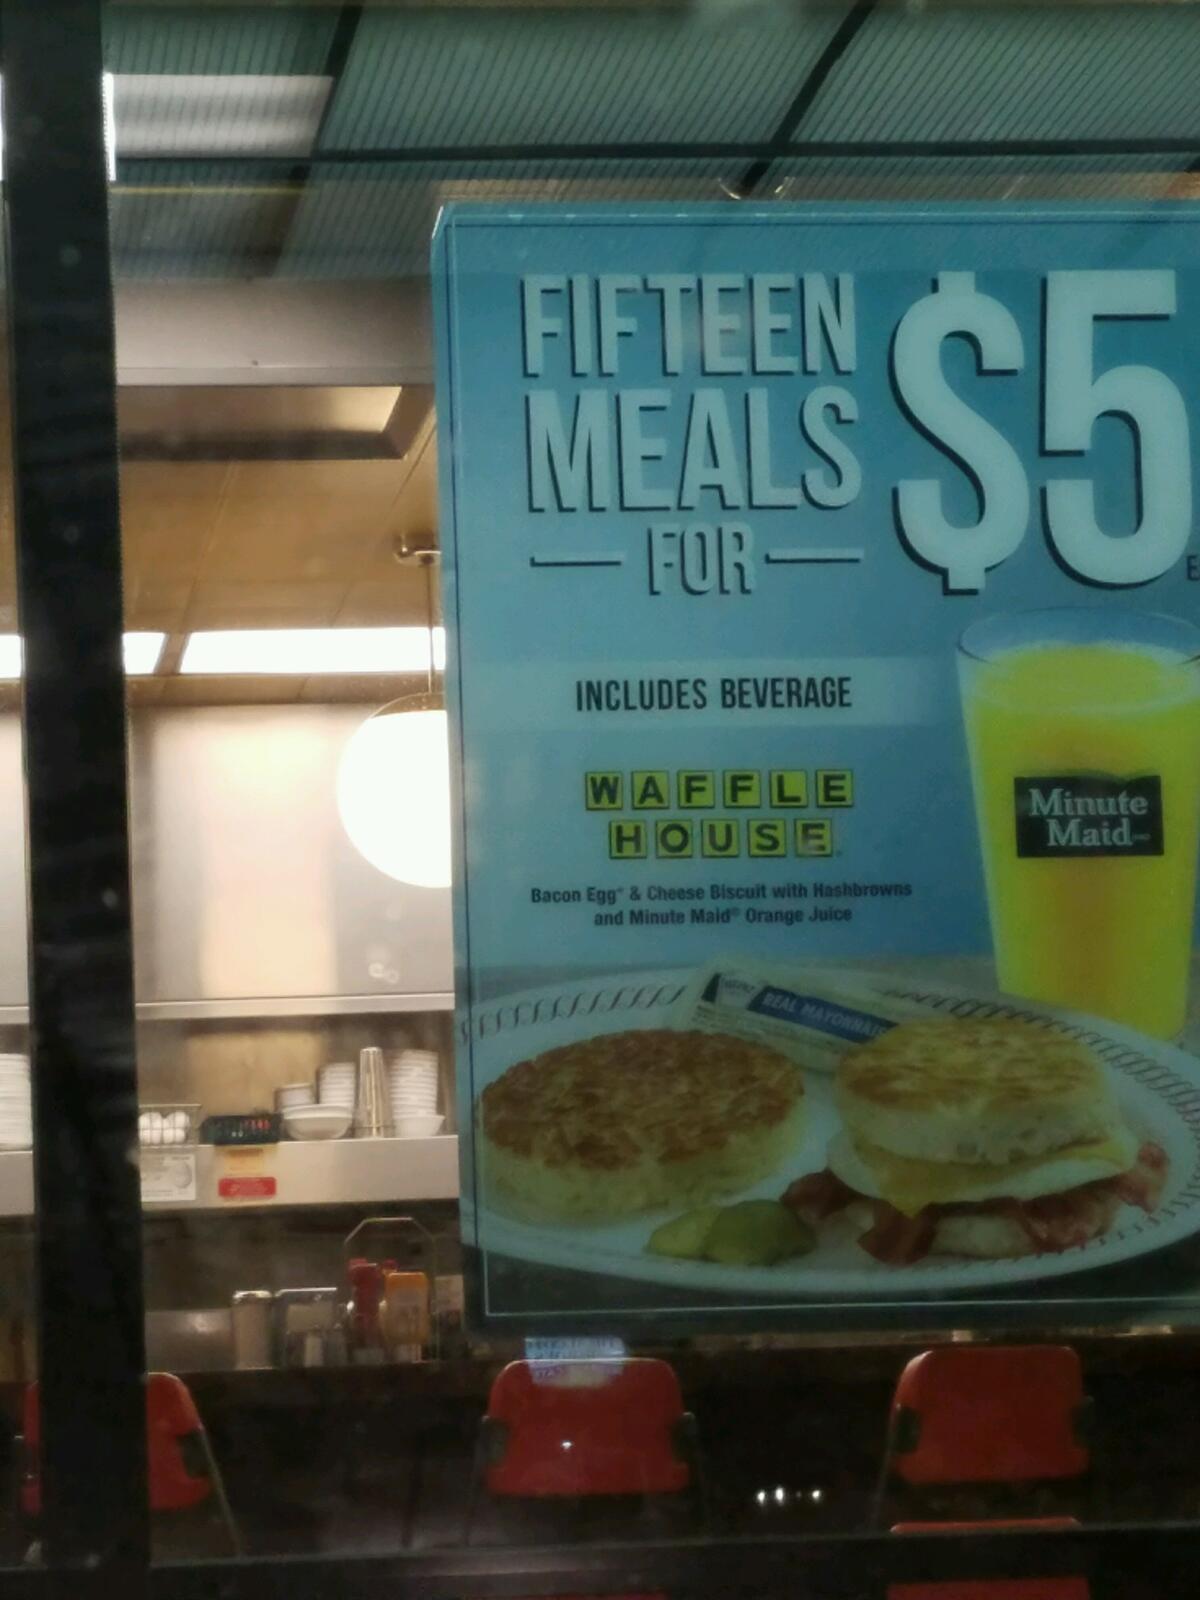 FIFTEEN
MEALS
FOR
$5
INCLUDES BEVERAGE
WAFFLE
HOUSE
Bacon Egg* & Cheese Biscuit with Hashbrowns
and Minute Maid® Orange Juice
Minute
Maid
REAL MAYONNAISE